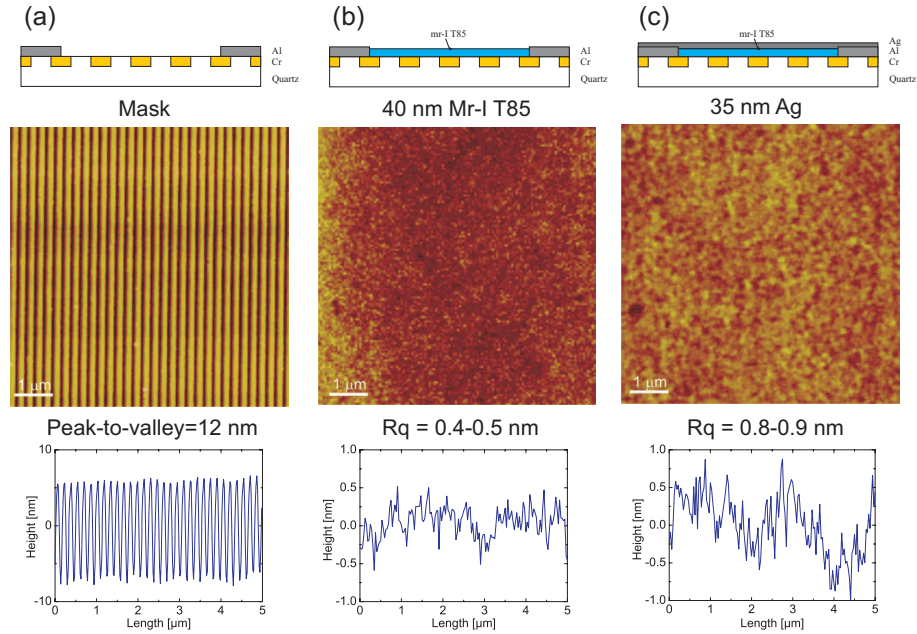 (a)
Al
Cr
Quartz
Mask
1 μm
Peak-to-valley=12 nm
10
0
-10
Height [nm]
0 1 2 3 4 5
Length [μm]
(b)
mr-I T85
Al
Cr
Quartz
40 nm Mr-I T85
1 μm
Rq = 0.4-0.5 nm
1.0
0.5
0.0
-0.5
-1.0
Height [nm]
0 1 2 3 4 5
Length [μm]
(c)
mr-I T85
Ag
Al
Cr
Quartz
35 nm Ag
1 μm
Rq = 0.8-0.9 nm
1.0
0.5
0.0
-0.5
-1.0
Height [nm]
0 1 2 3 4 5
Length [μm]